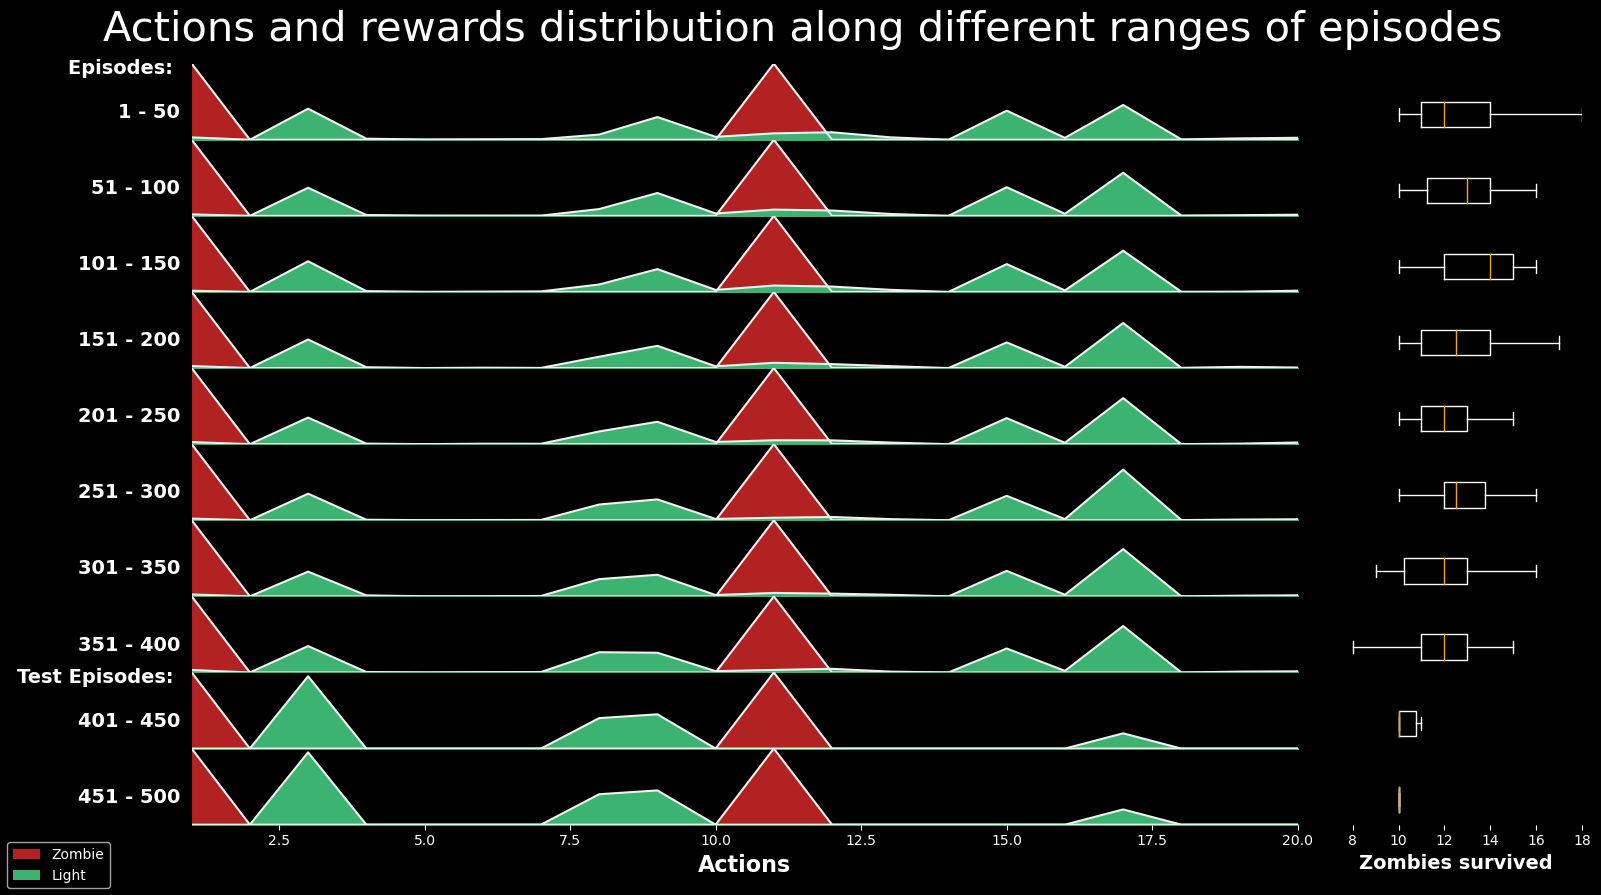 Actions and rewards distribution along different ranges of episodes
Episodes:
1 - 50
51 - 100
101 - 150
151 - 200
201 - 250
251 - 300
301 - 350
351 - 400
Test Episodes:
401 - 450
451 - 500
2.5 5.0 7.5 10.0 12.5 15.0 17.5 20.0
8 10 12 14 16 18
Actions
Zombies survived
Zombie
Light